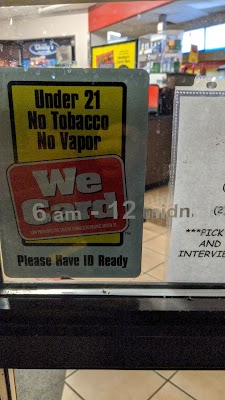 Under 21
No Tobacco
No Vapor
We
Card
6 am - 12 midn.
Please Have ID Ready
***PICK
AND
INTERVIE